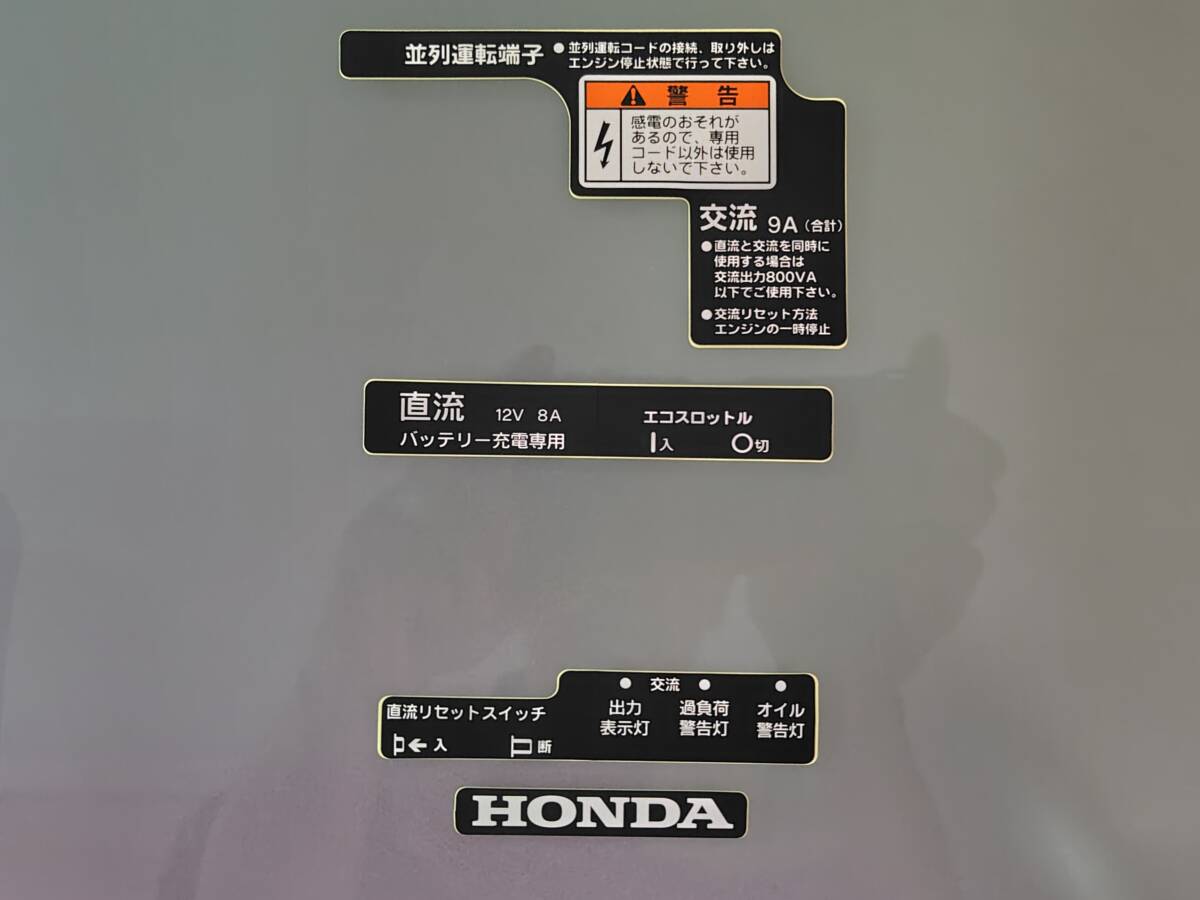 並列運転端子
●並列運転コードの接続、取り外しは
エンジン停止状態で行って下さい。
警告
感電のおそれが
あるので、専用
コード以外は使用
しないで下さい。
交流 9A(合計)
●直流と交流を同時に
使用する場合は
交流出力800VA
以下でご使用下さい。
●交流リセット方法
エンジンの一時停止
直流 12V 8A
バッテリー充電専用
エコスロットル
入 切
交流
出力
表示灯
過負荷
警告灯
オイル
警告灯
直流リセットスイッチ
入 断
HONDA